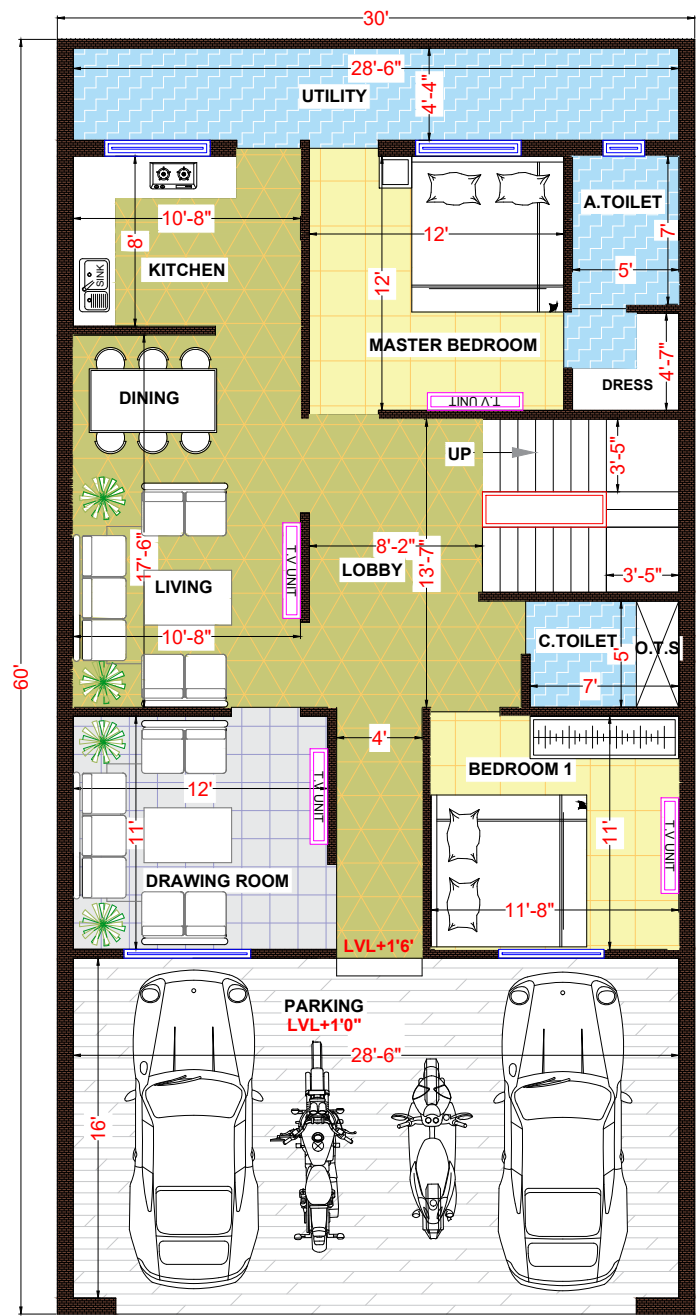 30'
28'-6"
UTILITY
4'-4"
A.TOILET
7'
10'-8"
8'
KITCHEN
SINK
12'
12'
5'
MASTER BEDROOM
T.V UNIT
DRESS
4'-7"
DINING
UP
3'-5"
17'-6"
LIVING
T.V UNIT
8'-2"
LOBBY
13'-7"
3'-5"
10'-8"
C.TOILET
5'
O.T.S
7'
60'
4'
12'
11'
T.V UNIT
DRAWING ROOM
BEDROOM 1
11'
T.V UNIT
11'-8"
LVL+1'6'
PARKING
LVL+1'0"
28'-6"
16'